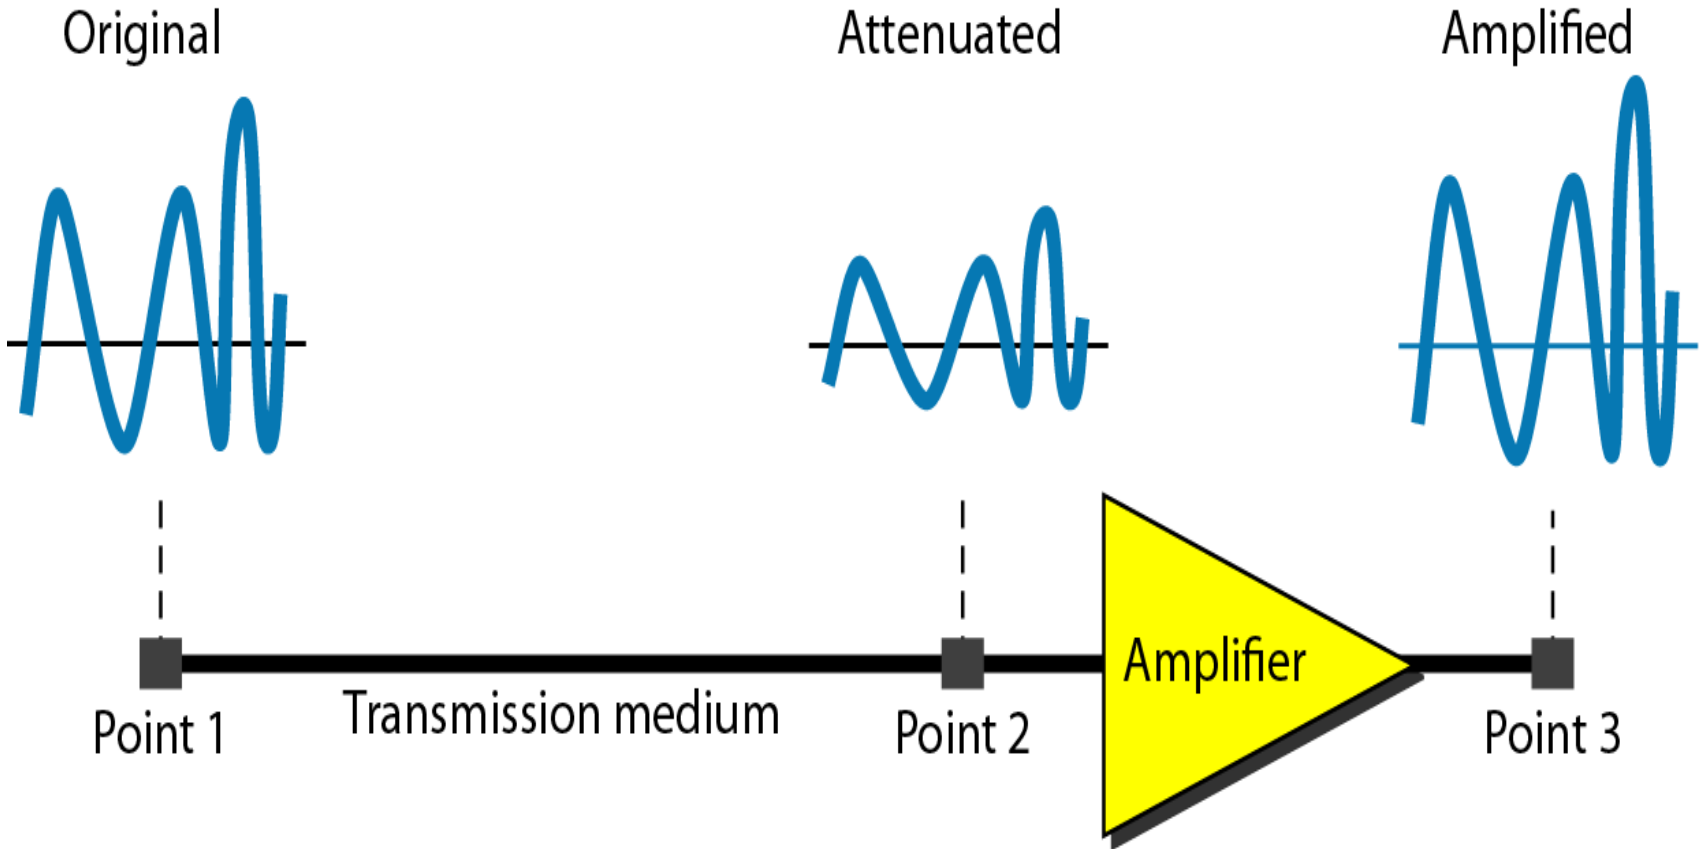 Original
Attenuated
Amplified
Amplifier
Transmission medium
Point 1
Point 2
Point 3